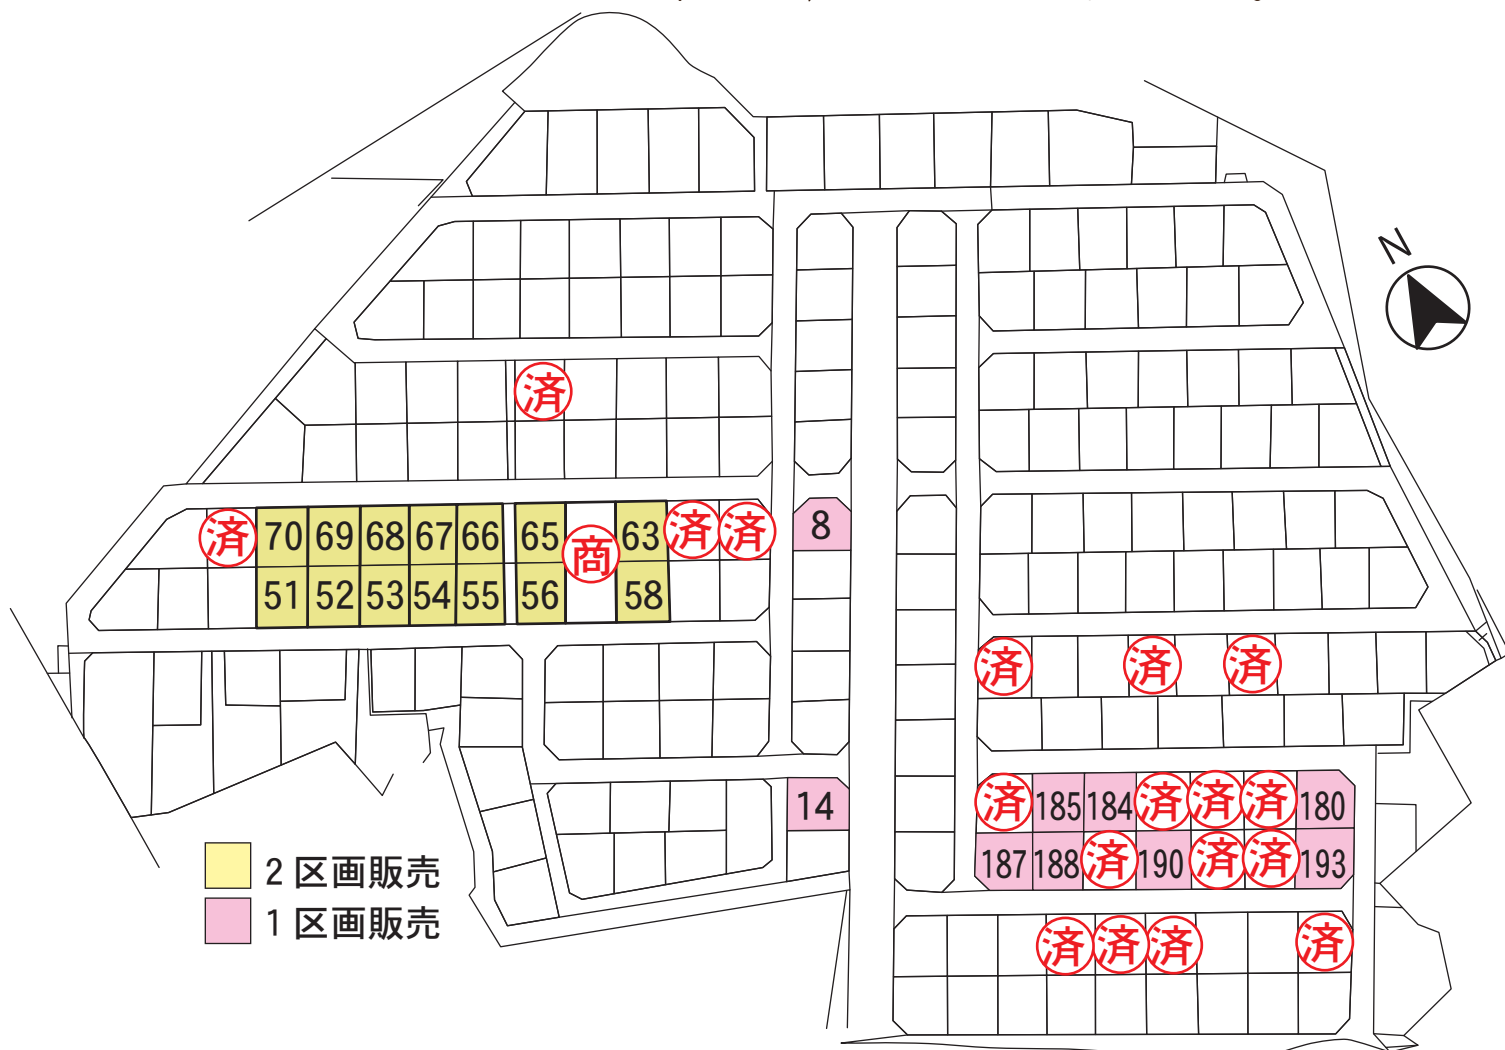 N
済
済 70 69 68 67 66 65 商 63 済 済 8
51 52 53 54 55 56 58
済 済 済
14 済 185 184 済 済 済 180
187 188 済 190 済 済 193
2 区画販売
1 区画販売
済 済 済 済